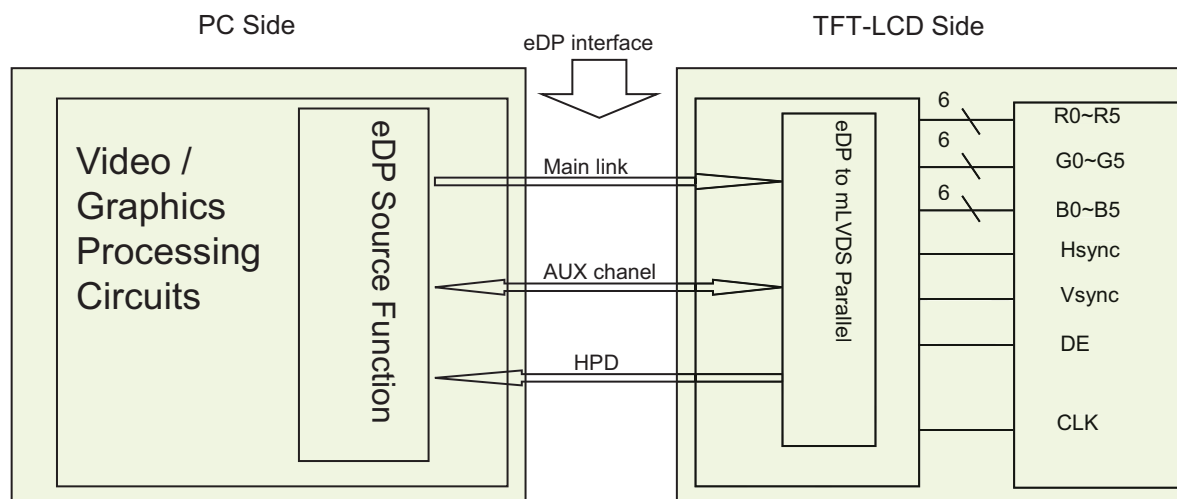 PC Side
eDP interface
TFT-LCD Side
Video /
Graphics
Processing
Circuits
eDP Source Function
Main link
AUX chanel
HPD
eDP to mLVDS Parallel
6
R0~R5
6
G0~G5
6
B0~B5
Hsync
Vsync
DE
CLK